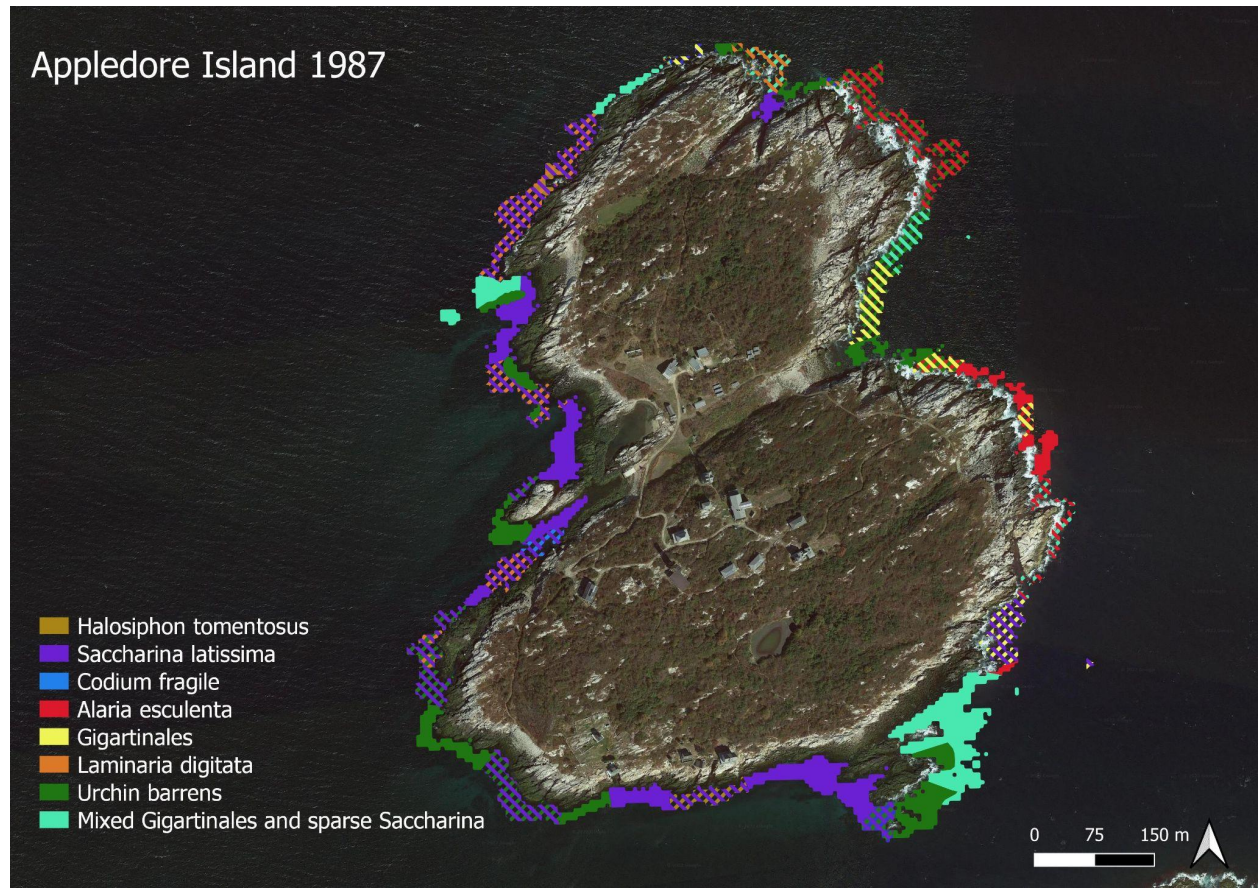 Appledore Island 1987
Halosiphon tomentosus
Saccharina latissima
Codium fragile
Alaria esculenta
Gigartinales
Laminaria digitata
Urchin barrens
Mixed Gigartinales and sparse Saccharina
0 75 150 m